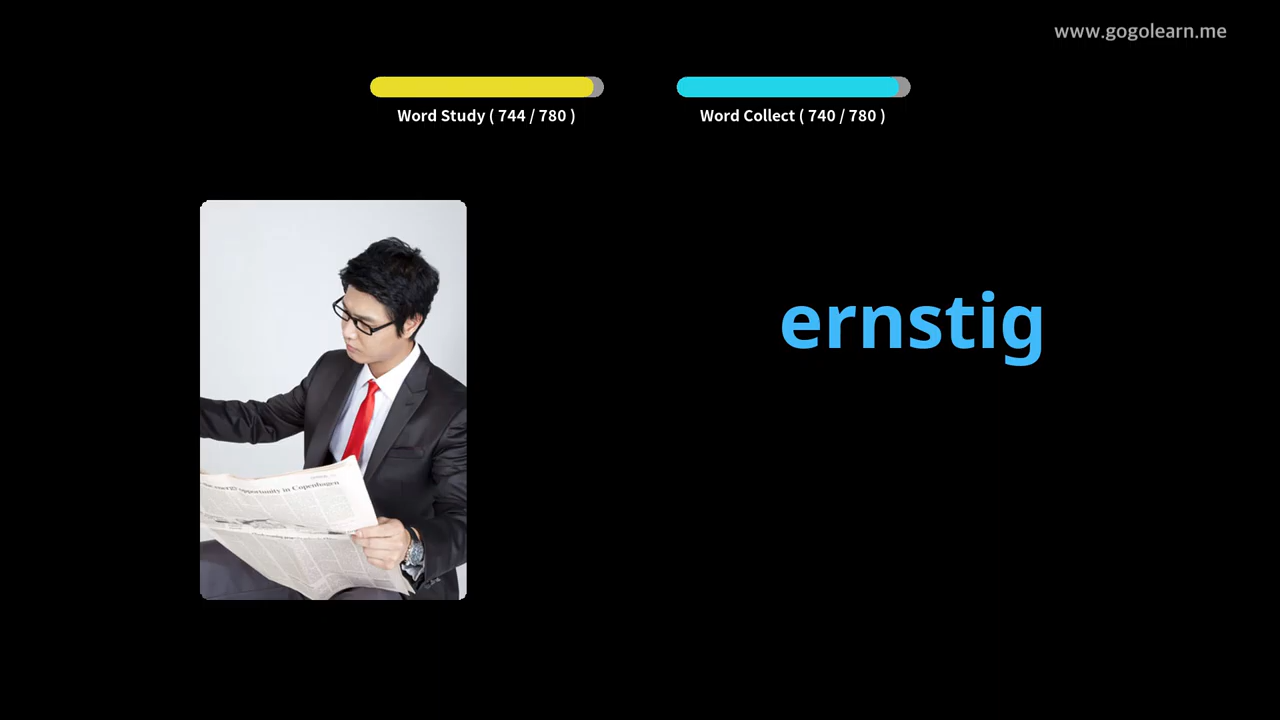 www.gogolearn.me
Word Study ( 744 / 780 )
Word Collect ( 740 / 780 )
ernstig
opportunity in Copenhagen